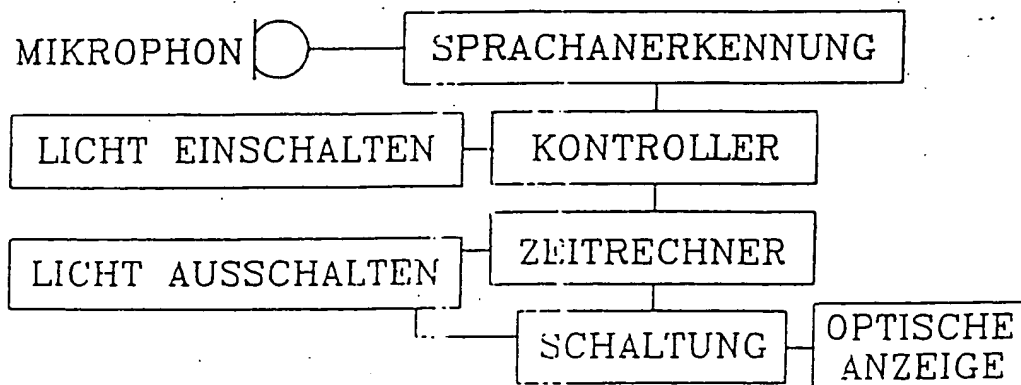 MIKROPHON
SPRACHANERKENNUNG
LICHT EINSCHALTEN
KONTROLLER
LICHT AUSSCHALTEN
ZEITRECHNER
SCHALTUNG
OPTISCHE
ANZEIGE